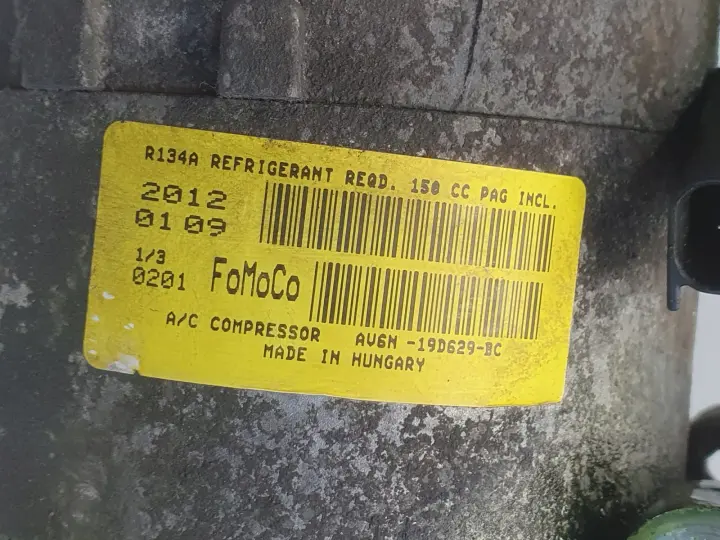 R134A REFRIGERANT REQD. 150 CC PAG INCL.
2012
0109
1/3
0201 FoMoCo
A/C COMPRESSOR AV6N -19D629-BC
MADE IN HUNGARY